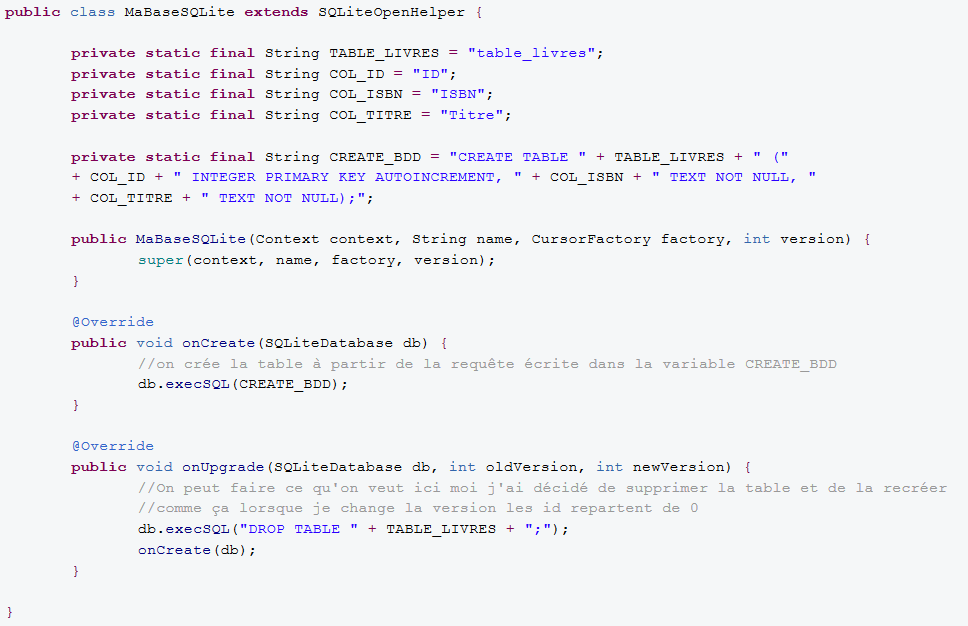 public class MaBaseSQLite extends SQLiteOpenHelper {
private static final String TABLE_LIVRES = "table_livres";
private static final String COL_ID = "ID";
private static final String COL_ISBN = "ISBN";
private static final String COL_TITRE = "Titre";
private static final String CREATE_BDD = "CREATE TABLE " + TABLE_LIVRES + " ("
+ COL_ID + " INTEGER PRIMARY KEY AUTOINCREMENT, " + COL_ISBN + " TEXT NOT NULL, "
+ COL_TITRE + " TEXT NOT NULL);";
public MaBaseSQLite(Context context, String name, CursorFactory factory, int version) {
super(context, name, factory, version);
}
@Override
public void onCreate(SQLiteDatabase db) {
//on crée la table à partir de la requête écrite dans la variable CREATE_BDD
db.execSQL(CREATE_BDD);
}
@Override
public void onUpgrade(SQLiteDatabase db, int oldVersion, int newVersion) {
//On peut faire ce qu'on veut ici moi j'ai décidé de supprimer la table et de la recréer
//comme ça lorsque je change la version les id repartent de 0
db.execSQL("DROP TABLE " + TABLE_LIVRES + ";");
onCreate(db);
}
}